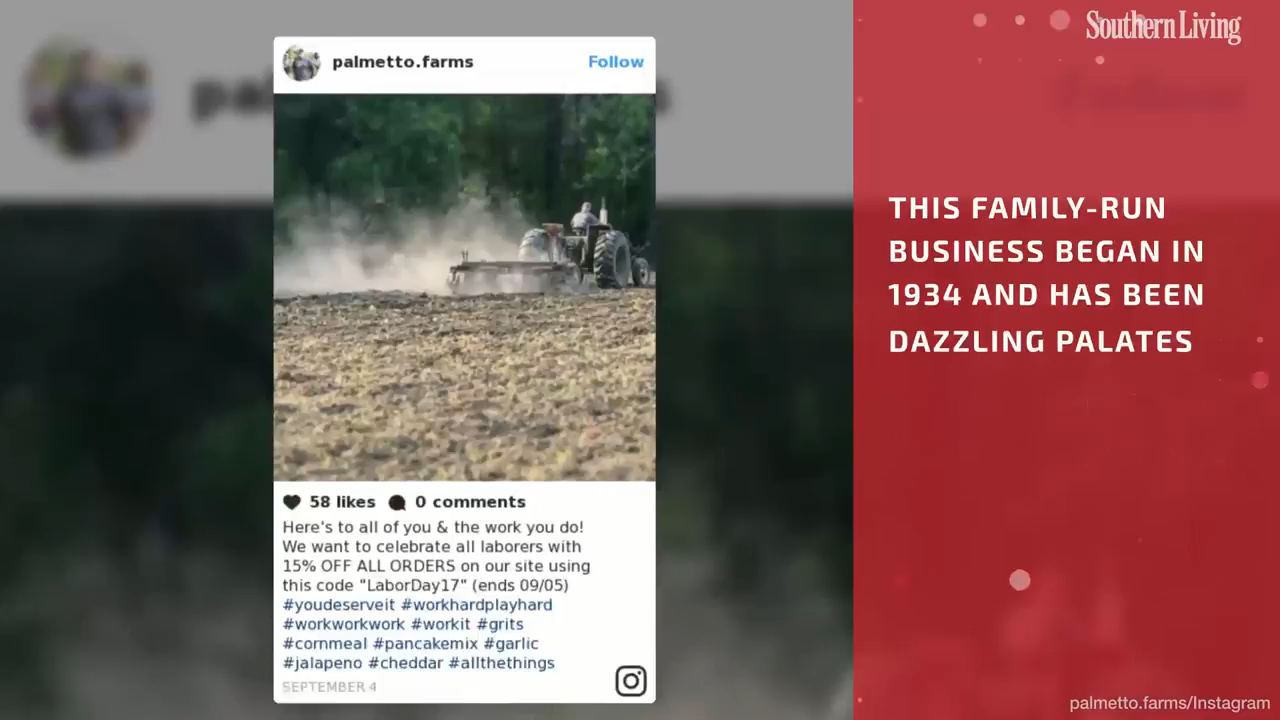 Southern Living
palmetto.farms
Follow
THIS FAMILY-RUN
BUSINESS BEGAN IN
1934 AND HAS BEEN
DAZZLING PALATES
58 likes 0 comments
Here's to all of you & the work you do!
We want to celebrate all laborers with
15% OFF ALL ORDERS on our site using
this code "LaborDay17" (ends 09/05)
#youdeserveit #workhardplayhard
#workworkwork #workit #grits
#cornmeal #pancakemix #garlic
#jalapeno #cheddar #allthethings
SEPTEMBER 4
palmetto.farms/Instagram